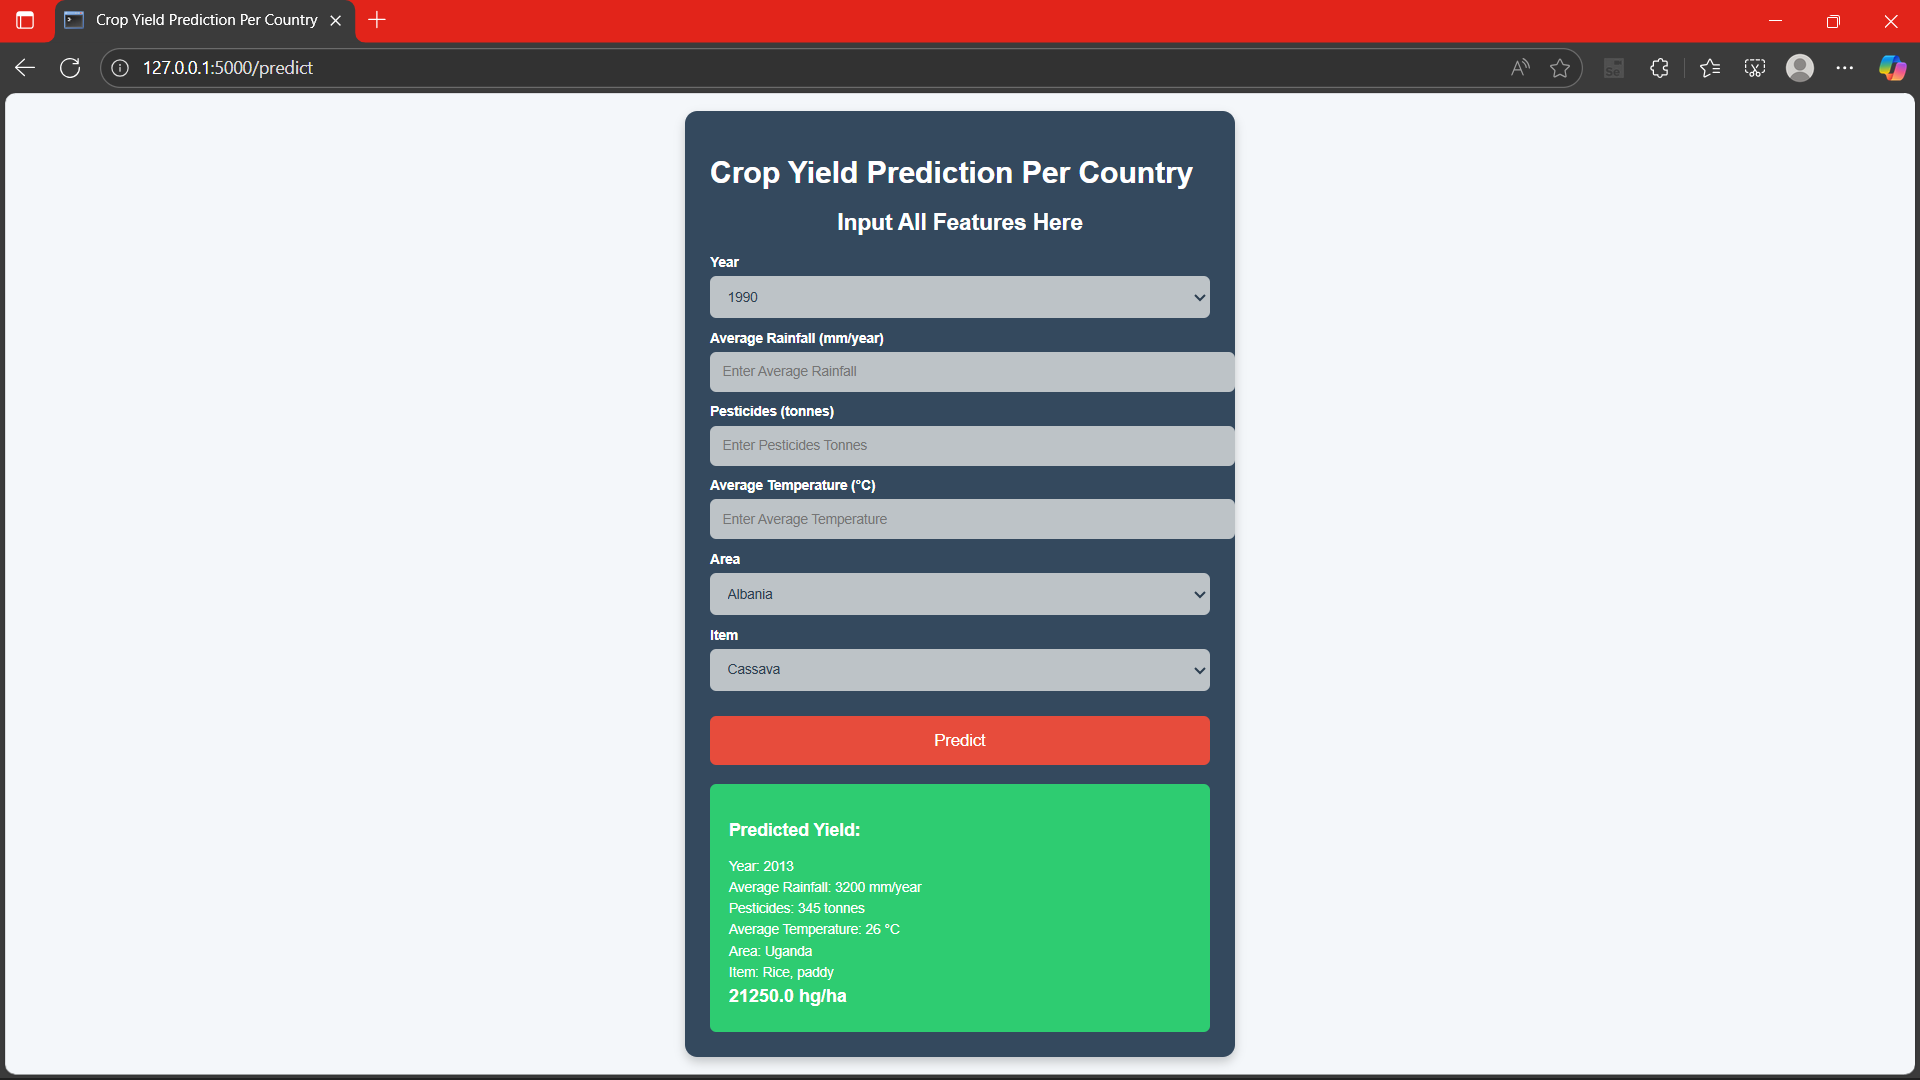 Crop Yield Prediction Per Country
127.0.0.1:5000/predict
Crop Yield Prediction Per Country
Input All Features Here
Year
1990
Average Rainfall (mm/year)
Enter Average Rainfall
Pesticides (tonnes)
Enter Pesticides Tonnes
Average Temperature (°C)
Enter Average Temperature
Area
Albania
Item
Cassava
Predict
Predicted Yield:
Year: 2013
Average Rainfall: 3200 mm/year
Pesticides: 345 tonnes
Average Temperature: 26 °C
Area: Uganda
Item: Rice, paddy
21250.0 hg/ha